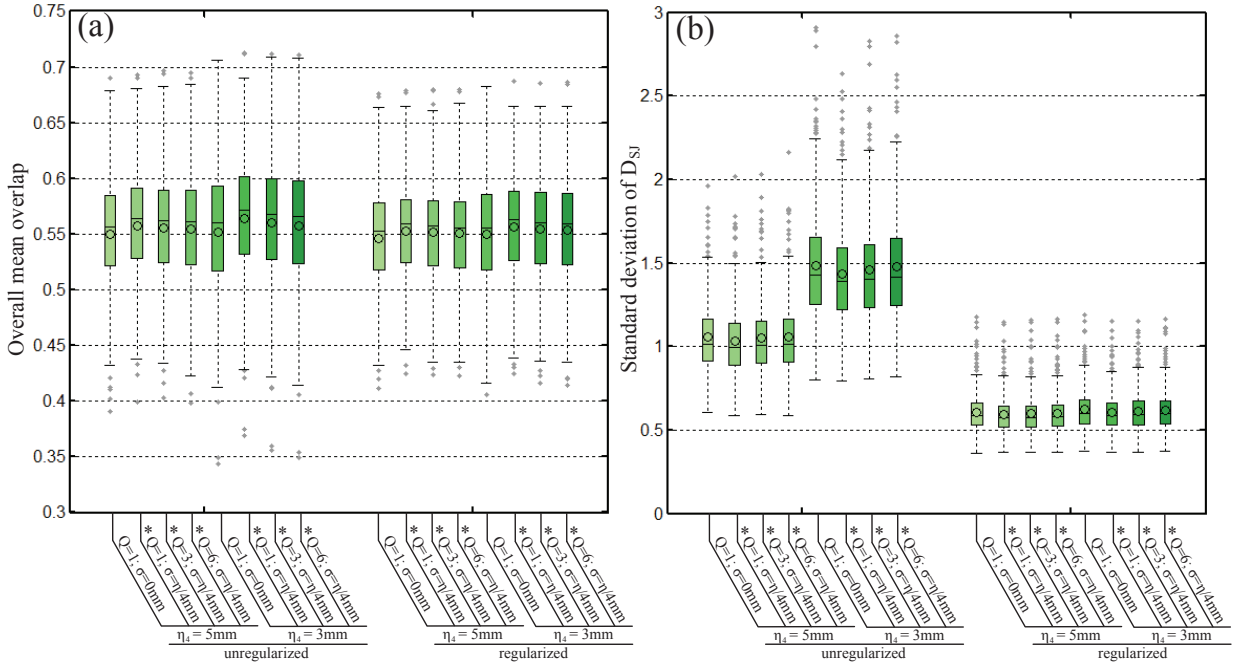 (a)
Overall mean overlap
0.75
0.7
0.65
0.6
0.55
0.5
0.45
0.4
0.35
0.3
Q=1; σ=0mm
* Q=1; σ=η/4mm
* Q=3; σ=η/4mm
* Q=6; σ=η/4mm
Q=1; σ=0mm
* Q=1; σ=η/4mm
* Q=3; σ=η/4mm
* Q=6; σ=η/4mm
η₄ = 5mm
η₄ = 3mm
unregularized
Q=1; σ=0mm
* Q=1; σ=η/4mm
* Q=3; σ=η/4mm
* Q=6; σ=η/4mm
Q=1; σ=0mm
* Q=1; σ=η/4mm
* Q=3; σ=η/4mm
* Q=6; σ=η/4mm
η₄ = 5mm
η₄ = 3mm
regularized
(b)
Standard deviation of D_SJ
3
2.5
2
1.5
1
0.5
0
Q=1; σ=0mm
* Q=1; σ=η/4mm
* Q=3; σ=η/4mm
* Q=6; σ=η/4mm
Q=1; σ=0mm
* Q=1; σ=η/4mm
* Q=3; σ=η/4mm
* Q=6; σ=η/4mm
η₄ = 5mm
η₄ = 3mm
unregularized
Q=1; σ=0mm
* Q=1; σ=η/4mm
* Q=3; σ=η/4mm
* Q=6; σ=η/4mm
Q=1; σ=0mm
* Q=1; σ=η/4mm
* Q=3; σ=η/4mm
* Q=6; σ=η/4mm
η₄ = 5mm
η₄ = 3mm
regularized